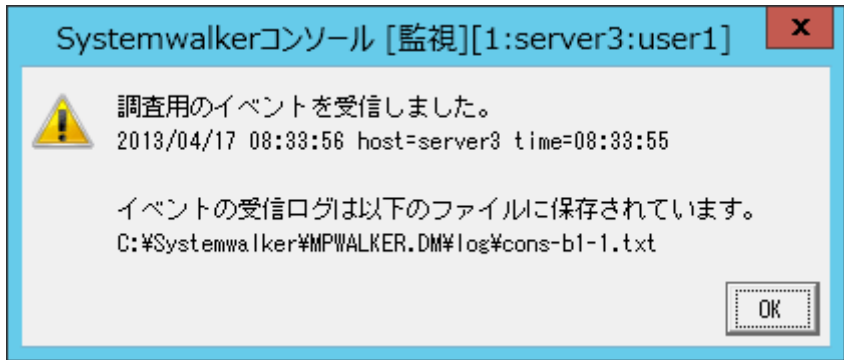 Systemwalkerコンソール [監視][1:server3:user1]
x
調査用のイベントを受信しました。
2013/04/17 08:33:56 host=server3 time=08:33:55
イベントの受信ログは以下のファイルに保存されています。
C:¥Systemwalker¥MPWALKER.DM¥log¥cons-b1-1.txt
OK